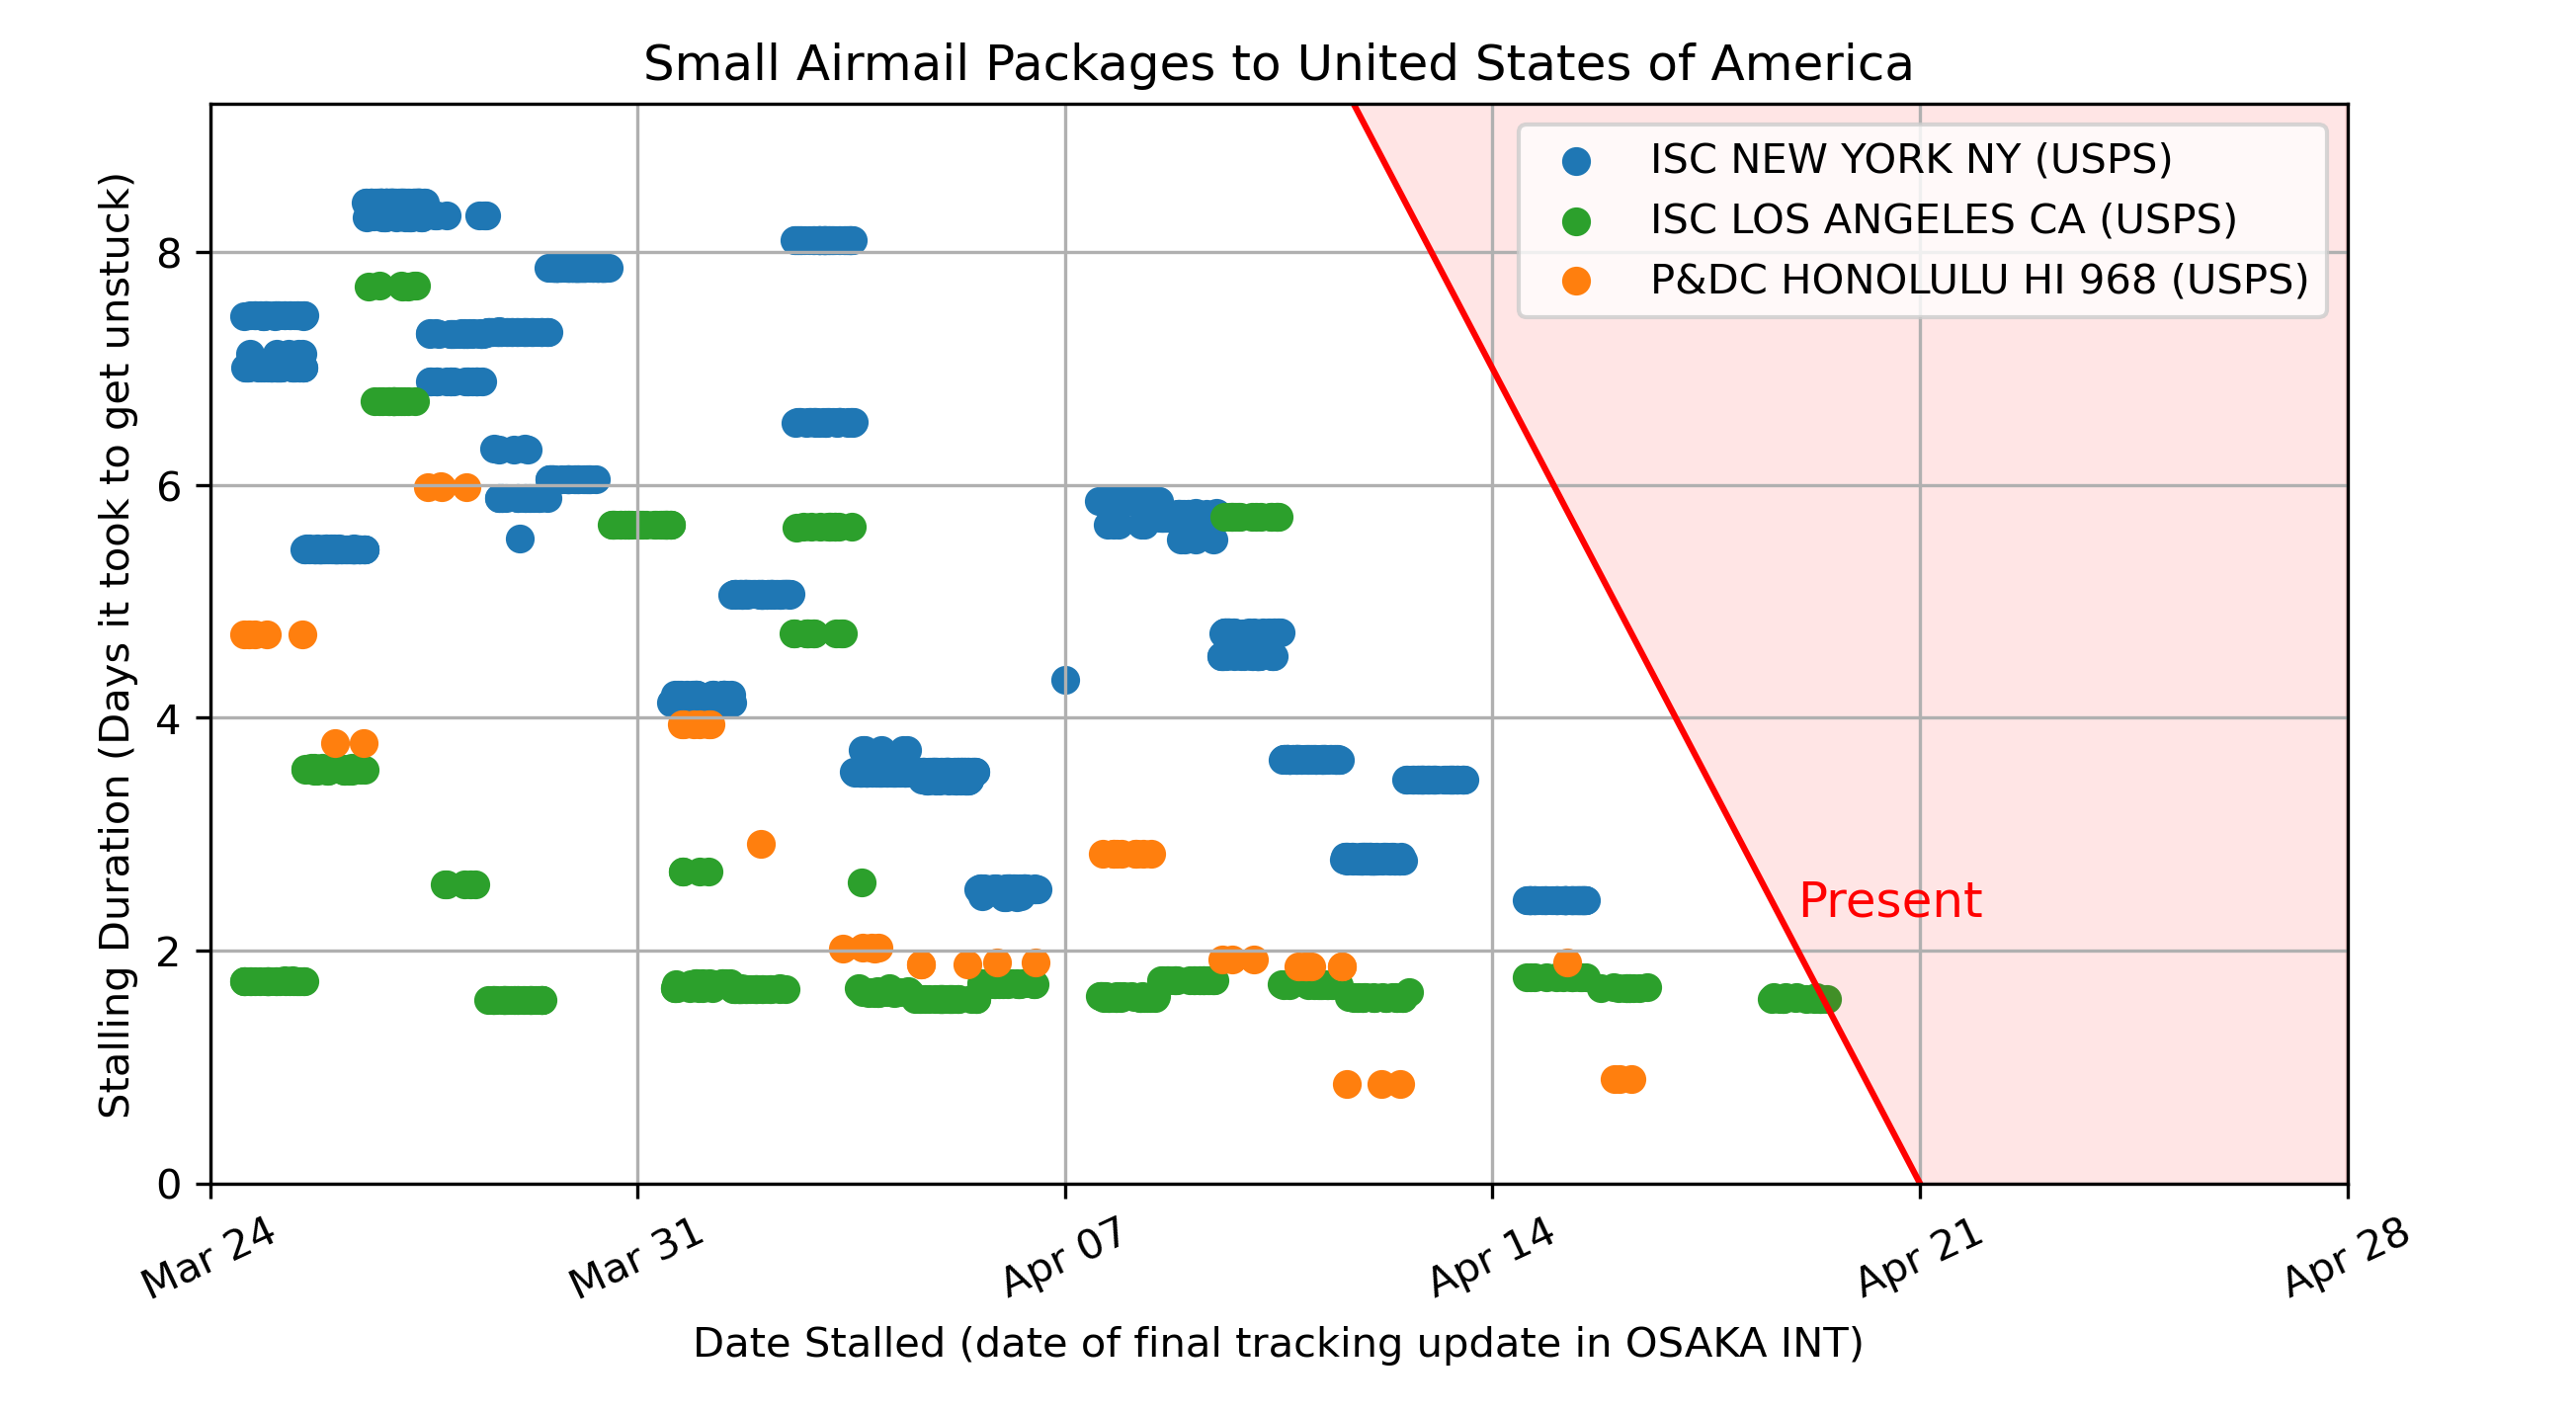 Small Airmail Packages to United States of America
ISC NEW YORK NY (USPS)
ISC LOS ANGELES CA (USPS)
P&DC HONOLULU HI 968 (USPS)
Stalling Duration (Days it took to get unstuck)
8
6
4
2
0
Present
Mar 24
Mar 31
Apr 07
Apr 14
Apr 21
Apr 28
Date Stalled (date of final tracking update in OSAKA INT)